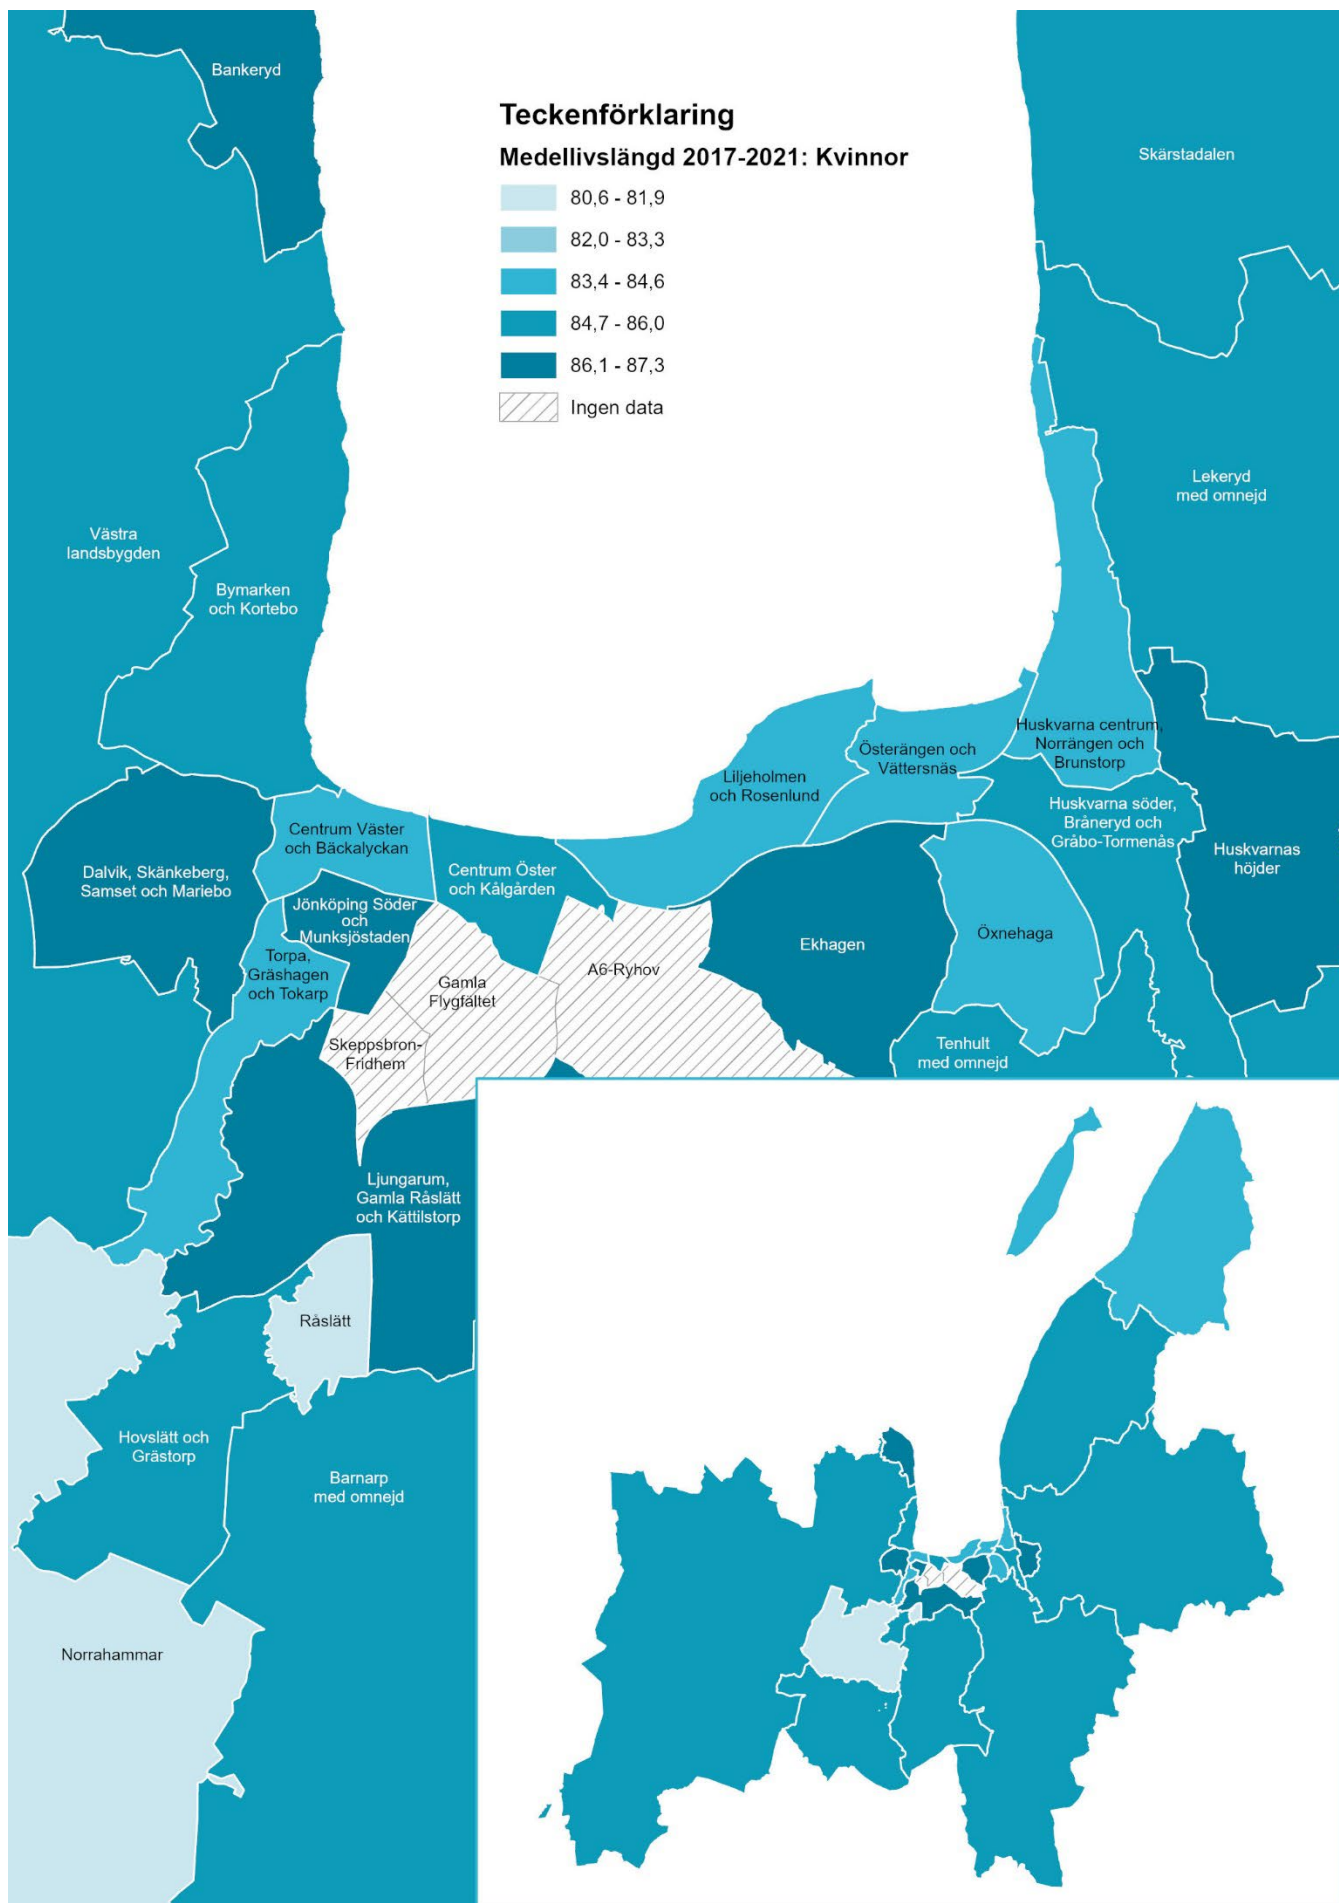 Bankeryd
Teckenförklaring
Medellivslängd 2017-2021: Kvinnor
80,6 - 81,9
82,0 - 83,3
83,4 - 84,6
84,7 - 86,0
86,1 - 87,3
Ingen data
Skärstadalen
Lekeryd
med omnejd
Västra
landsbygden
Bymarken
och Kortebo
Huskvarna centrum,
Norrängen och
Brunstorp
Österängen och
Vättersnäs
Liljeholmen
och Rosenlund
Huskvarna söder,
Bråneryd och
Gråbo-Tormenås
Huskvarnas
höjder
Centrum Väster
och Bäckalyckan
Centrum Öster
och Kålgården
Dalvik, Skänkeberg,
Samset och Mariebo
Jönköping Söder
och
Munksjöstaden
Ekhagen
Öxnehaga
Torpa,
Gräshagen
och Tokarp
Gamla
Flygfältet
A6-Ryhov
Skeppsbron-
Fridhem
Tenhult
med omnejd
Ljungarum,
Gamla Råslätt
och Kättilstorp
Råslätt
Hovslätt och
Grästorp
Barnarp
med omnejd
Norrahammar